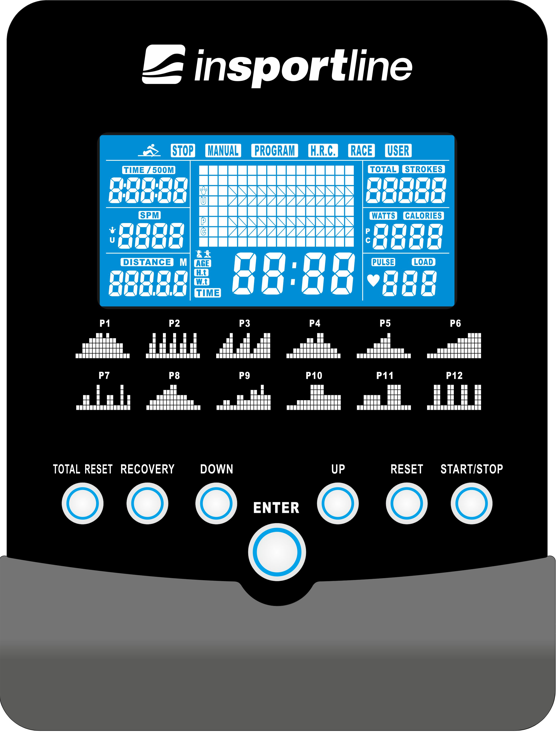 insportline
STOP MANUAL PROGRAM H.R.C. RACE USER
TIME/500M
8:88:88
SPM
U
8888
DISTANCE M
8888.8
AGE
H.t
W.t
TIME
88:88
TOTAL STROKES
88888
WATTS CALORIES
P
C
8888
PULSE LOAD
888
P1 P2 P3 P4 P5 P6
P7 P8 P9 P10 P11 P12
TOTAL RESET RECOVERY DOWN UP RESET START/STOP
ENTER